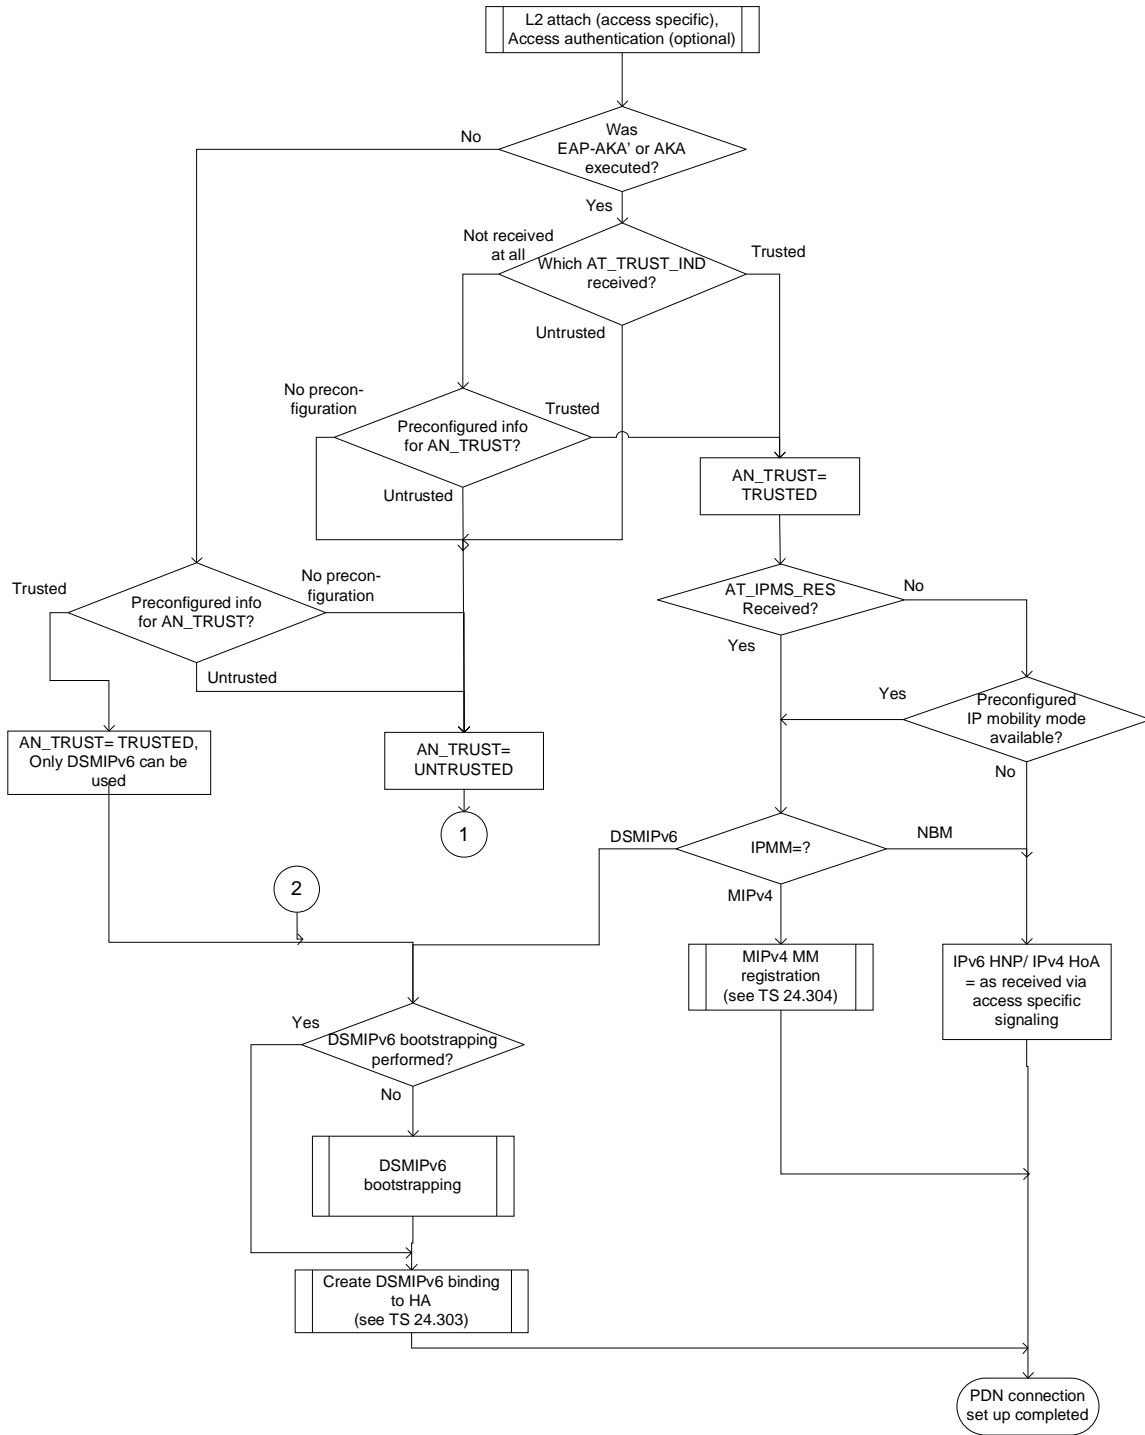 L2 attach (access specific),
Access authentication (optional)
Was
EAP-AKA' or AKA
executed?
No
Yes
Not received
at all
Which AT_TRUST_IND
received?
Trusted
Untrusted
No precon-
figuration
Preconfigured info
for AN_TRUST?
Trusted
Untrusted
AN_TRUST=
TRUSTED
Trusted
Preconfigured info
for AN_TRUST?
No precon-
figuration
Untrusted
AT_IPMS_RES
Received?
No
Yes
Yes
Preconfigured
IP mobility mode
available?
No
AN_TRUST= TRUSTED,
Only DSMIPv6 can be
used
AN_TRUST=
UNTRUSTED
1
DSMIPv6
IPMM=?
NBM
MIPv4
2
MIPv4 MM
registration
(see TS 24.304)
IPv6 HNP/ IPv4 HoA
= as received via
access specific
signaling
Yes
DSMIPv6 bootstrapping
performed?
No
DSMIPv6
bootstrapping
Create DSMIPv6 binding
to HA
(see TS 24.303)
PDN connection
set up completed